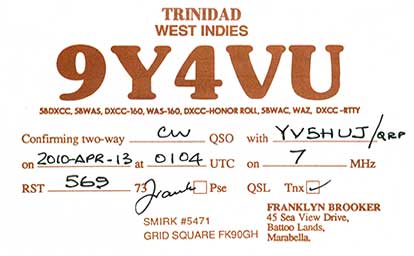 TRINIDAD
WEST INDIES
9Y4VU
5BDXCC, 5BWAS, DXCC-160, WAS-160, DXCC-HONOR ROLL, 5BWAC, WAZ, DXCC -RTTY
Confirming two-way CW QSO with YV5HUJ/QRP
on 2010-APR-13 at 0104 UTC on 7 MHz
RST 569 73 Frank Pse QSL Tnx ✓
SMIRK #5471
GRID SQUARE FK90GH
FRANKLYN BROOKER
45 Sea View Drive,
Battoo Lands,
Marabella.